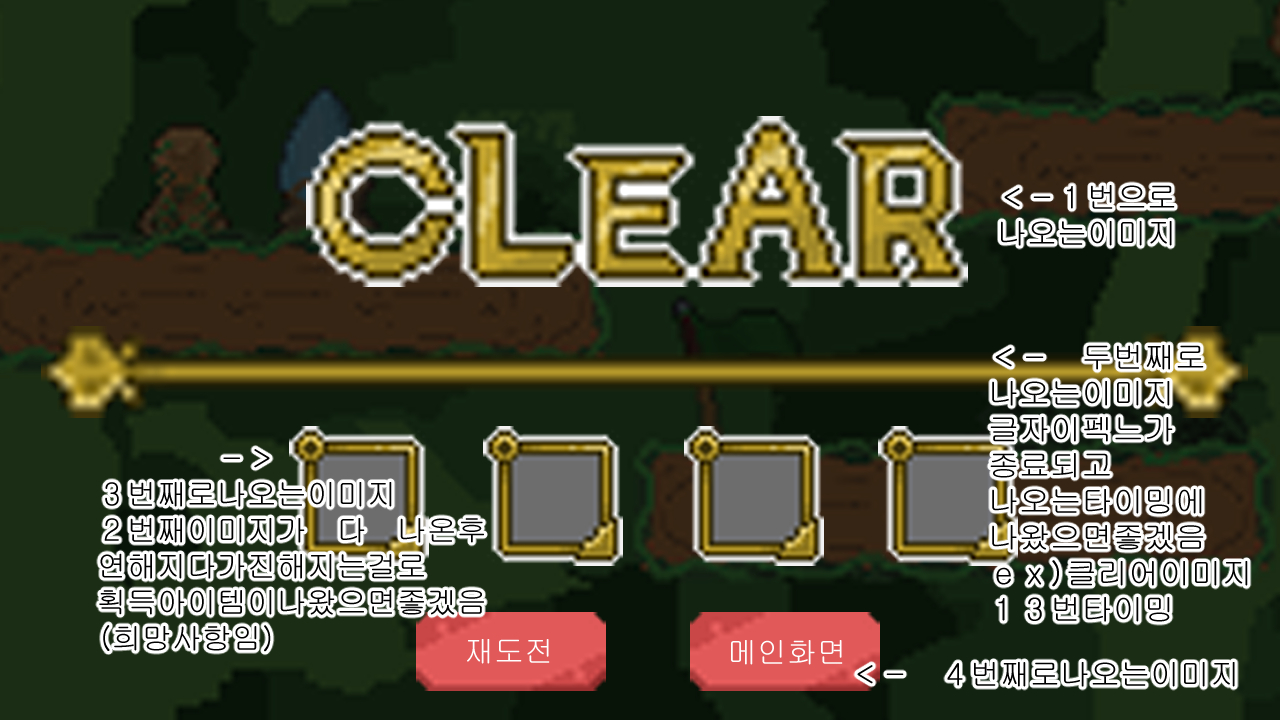 CLEAR
<-1번으로
나오는이미지
<- 두번째로
나오는이미지
글자이펙느가
종료되고
나오는타이밍에
나왔으면좋겠음
ex)클리어이미지
13번타이밍
->
3번째로나오는이미지
2번째이미지가 다 나온후
연해지다가진해지는걸로
획득아이템이나왔으면좋겠음
(희망사항임)
재도전
메인화면
<- 4번째로나오는이미지